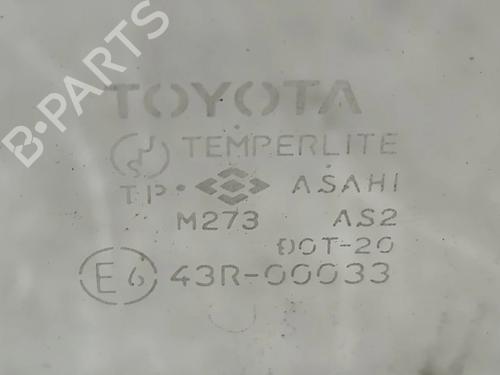 B-PARTS
TOYOTA
TEMPERLITE
TP• ASAHI
M273 AS2
DOT-20
E6 43R-00033